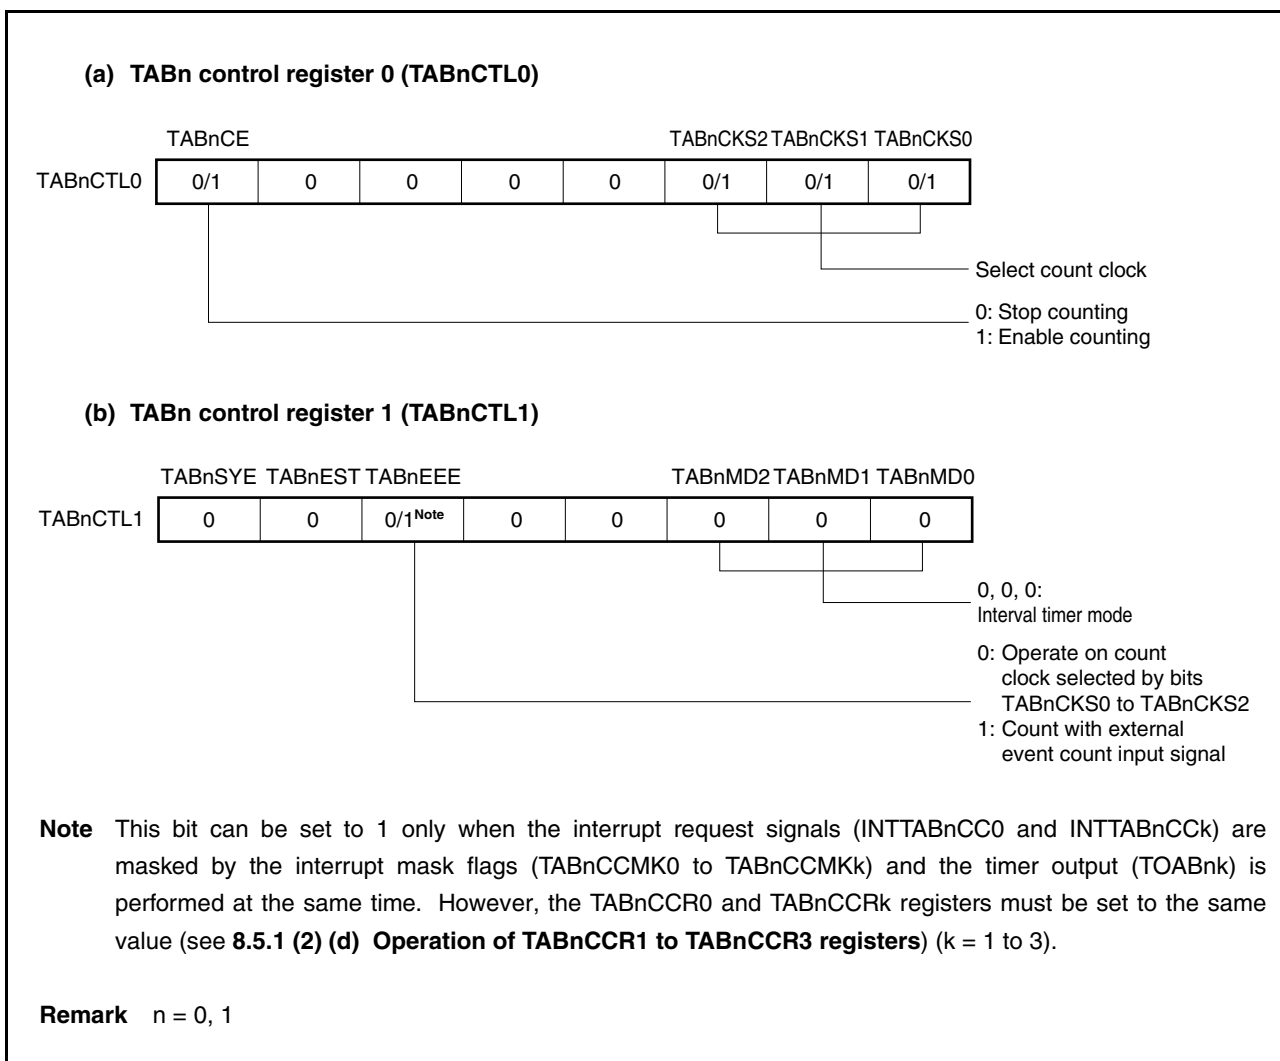 (a) TABn control register 0 (TABnCTL0)
TABnCE TABnCKS2 TABnCKS1 TABnCKS0
TABnCTL0 0/1 0 0 0 0 0/1 0/1 0/1
Select count clock
0: Stop counting
1: Enable counting
(b) TABn control register 1 (TABnCTL1)
TABnSYE TABnEST TABnEEE TABnMD2 TABnMD1 TABnMD0
TABnCTL1 0 0 0/1Note 0 0 0 0 0
0, 0, 0:
Interval timer mode
0: Operate on count
clock selected by bits
TABnCKS0 to TABnCKS2
1: Count with external
event count input signal
Note This bit can be set to 1 only when the interrupt request signals (INTTABnCC0 and INTTABnCCk) are
masked by the interrupt mask flags (TABnCCMK0 to TABnCCMKk) and the timer output (TOABnk) is
performed at the same time. However, the TABnCCR0 and TABnCCRk registers must be set to the same
value (see 8.5.1 (2) (d) Operation of TABnCCR1 to TABnCCR3 registers) (k = 1 to 3).
Remark n = 0, 1